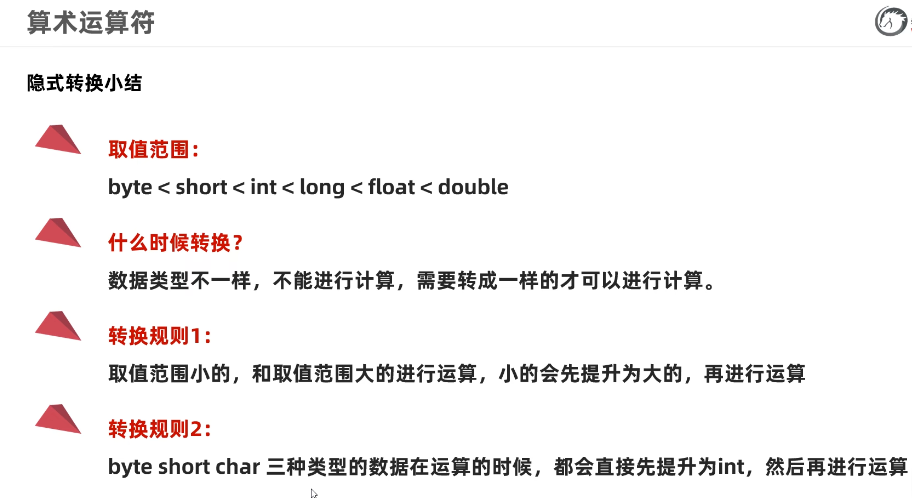 算术运算符
隐式转换小结
取值范围：
byte < short < int < long < float < double
什么时候转换？
数据类型不一样，不能进行计算，需要转成一样的才可以进行计算。
转换规则1：
取值范围小的，和取值范围大的进行运算，小的会先提升为大的，再进行运算
转换规则2：
byte short char 三种类型的数据在运算的时候，都会直接先提升为int，然后再进行运算